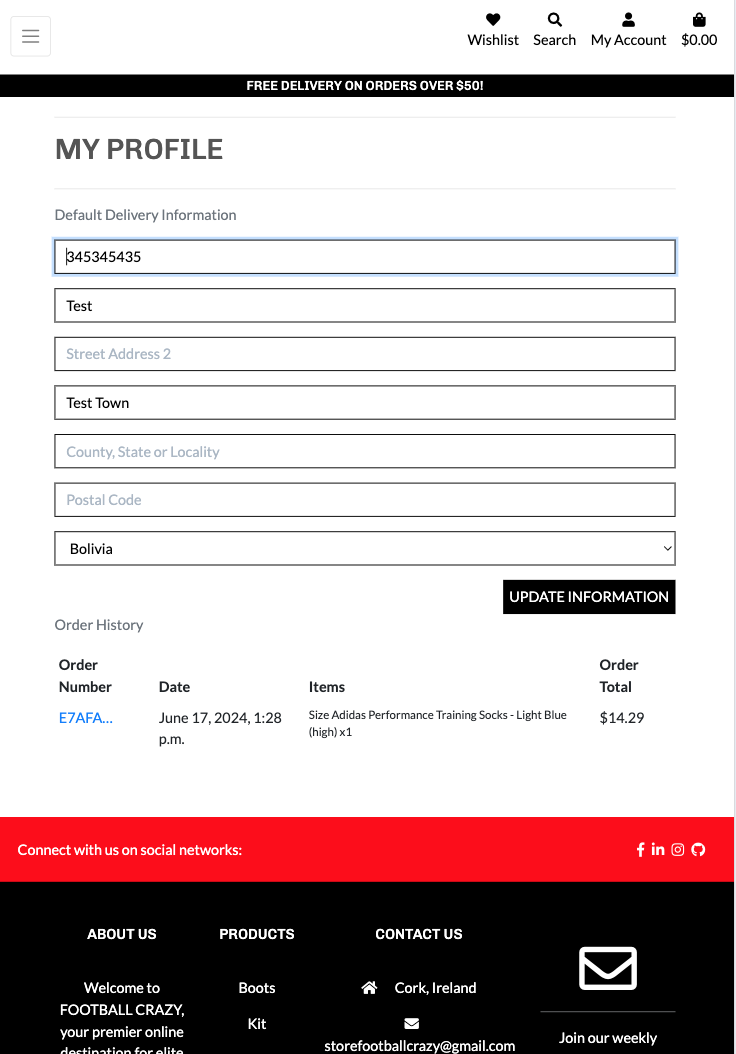 Wishlist Search My Account $0.00
FREE DELIVERY ON ORDERS OVER $50!
MY PROFILE
Default Delivery Information
345345435
Test
Street Address 2
Test Town
County, State or Locality
Postal Code
Bolivia
UPDATE INFORMATION
Order History
Order
Number Date Items Order
Total
E7AFA... June 17, 2024, 1:28
p.m.
Size Adidas Performance Training Socks - Light Blue
(high) x1
$14.29
Connect with us on social networks:
ABOUT US PRODUCTS CONTACT US
Welcome to
FOOTBALL CRAZY,
your premier online
destination for elite
Boots
Kit
Cork, Ireland
storefootballcrazy@gmail.com
Join our weekly